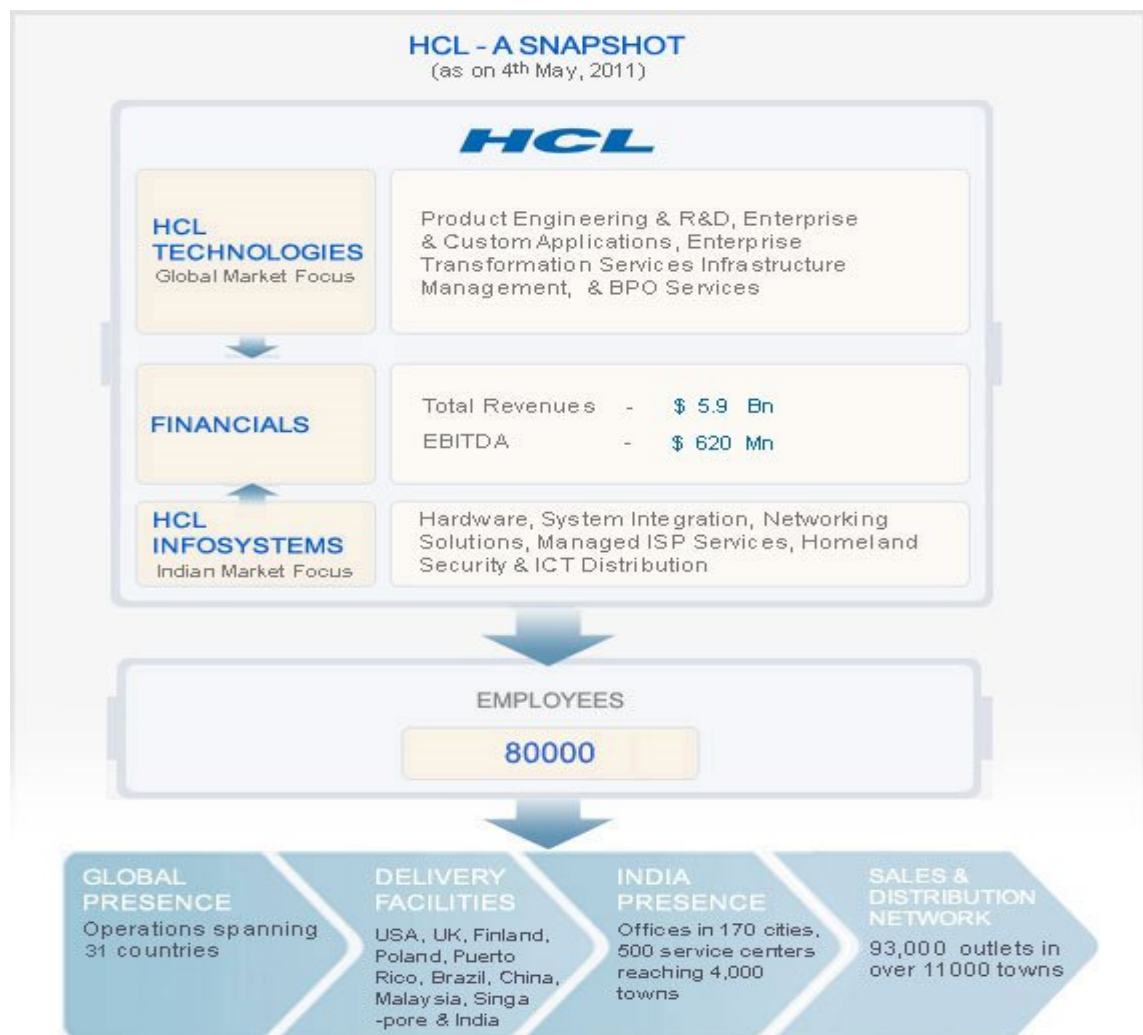 HCL - A SNAPSHOT
(as on 4th May, 2011)
HCL
HCL
TECHNOLOGIES
Global Market Focus
Product Engineering & R&D, Enterprise
& Custom Applications, Enterprise
Transformation Services Infrastructure
Management, & BPO Services
FINANCIALS
Total Revenues - $ 5.9 Bn
EBITDA - $ 620 Mn
HCL
INFOSYSTEMS
Indian Market Focus
Hardware, System Integration, Networking
Solutions, Managed ISP Services, Homeland
Security & ICT Distribution
EMPLOYEES
80000
GLOBAL
PRESENCE
Operations spanning
31 countries
DELIVERY
FACILITIES
USA, UK, Finland,
Poland, Puerto
Rico, Brazil, China,
Malaysia, Singa
-pore & India
INDIA
PRESENCE
Offices in 170 cities,
500 service centers
reaching 4,000
towns
SALES &
DISTRIBUTION
NETWORK
93,000 outlets in
over 11000 towns